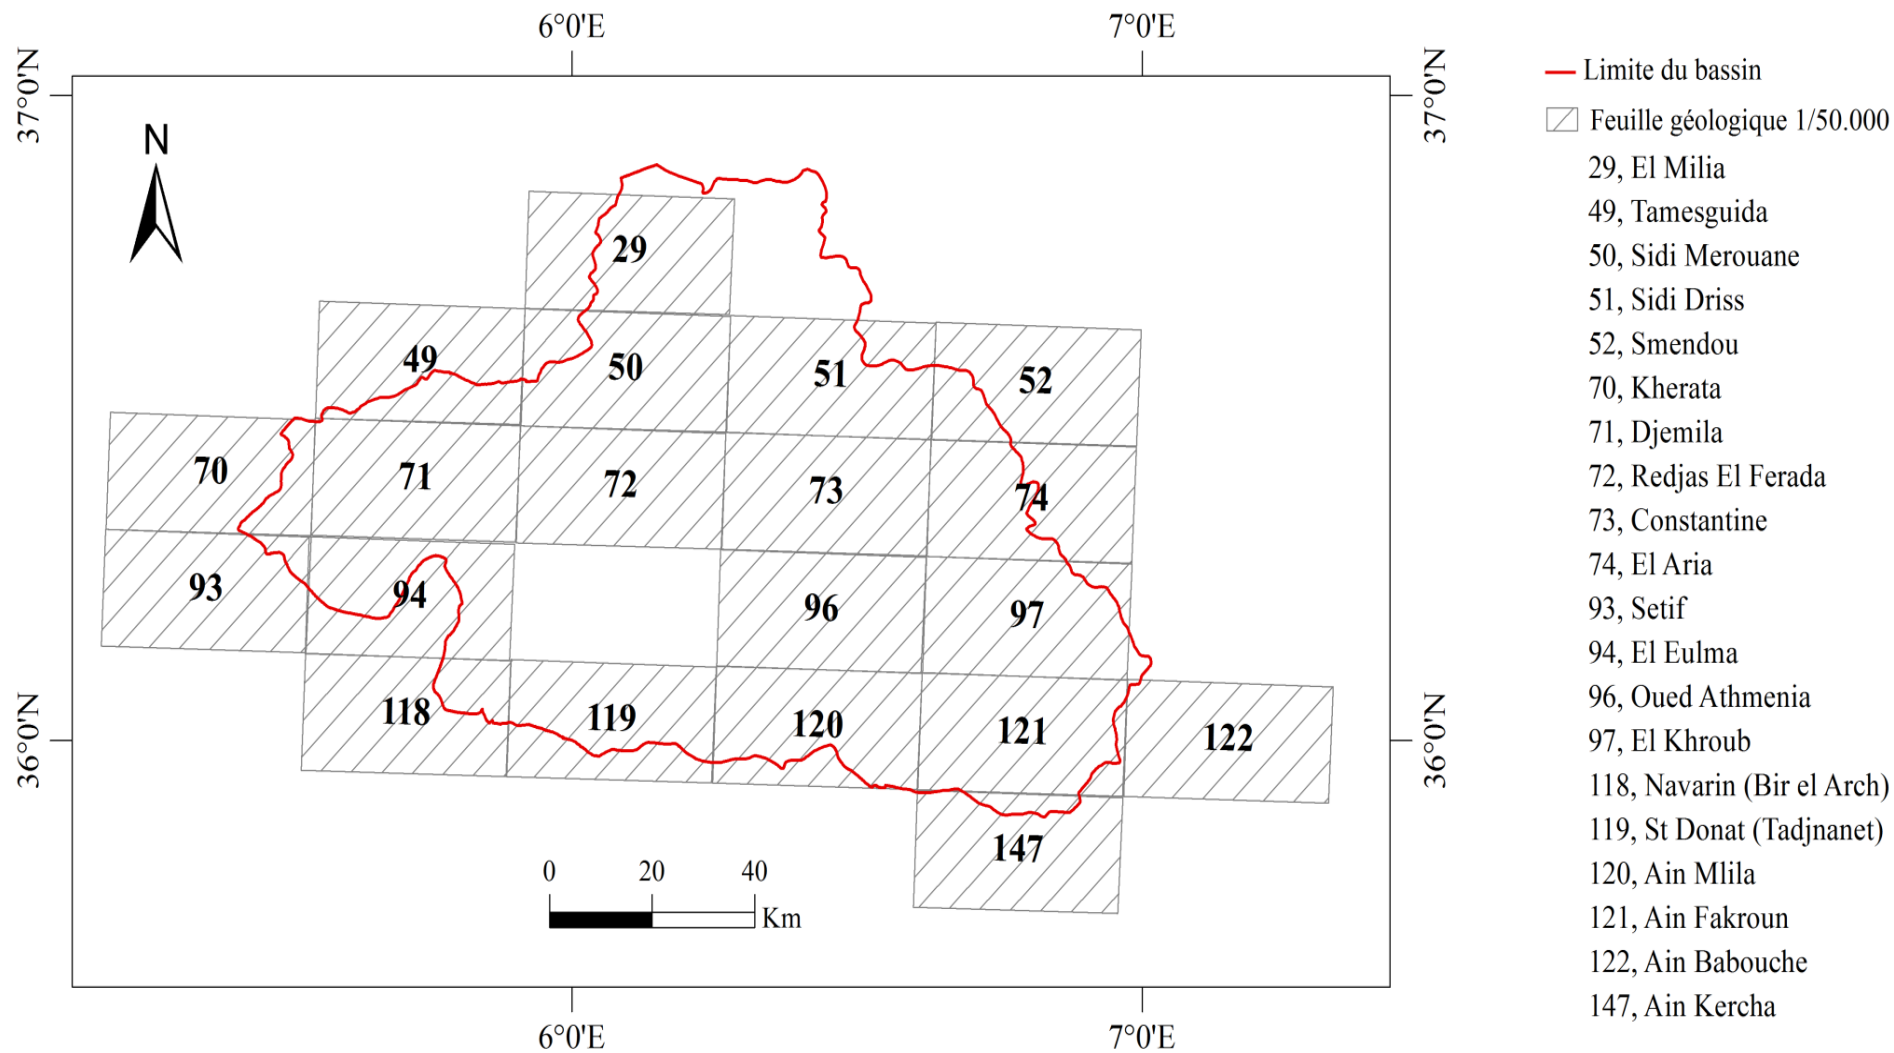 6°0'E 7°0'E
37°0'N 37°0'N
N
29
49 50 51 52
70 71 72 73 74
93 94 96 97
118 119 120 121 122
147
36°0'N 36°0'N
0 20 40
Km
6°0'E 7°0'E
Limite du bassin
Feuille géologique 1/50.000
29, El Milia
49, Tamesguida
50, Sidi Merouane
51, Sidi Driss
52, Smendou
70, Kherata
71, Djemila
72, Redjas El Ferada
73, Constantine
74, El Aria
93, Setif
94, El Eulma
96, Oued Athmenia
97, El Khroub
118, Navarin (Bir el Arch)
119, St Donat (Tadjnanet)
120, Ain Mlila
121, Ain Fakroun
122, Ain Babouche
147, Ain Kercha